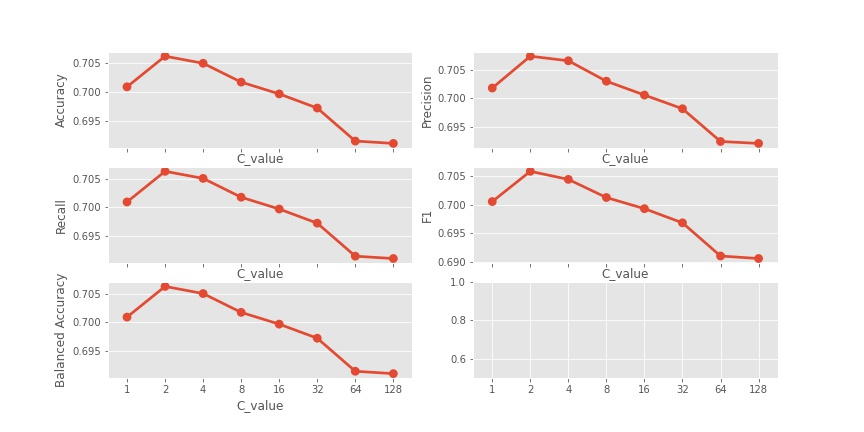 Accuracy
0.705
0.700
0.695
C_value
Precision
0.705
0.700
0.695
C_value
Recall
0.705
0.700
0.695
C_value
F1
0.705
0.700
0.695
0.690
C_value
Balanced Accuracy
0.705
0.700
0.695
1 2 4 8 16 32 64 128
C_value
1.0
0.8
0.6
1 2 4 8 16 32 64 128